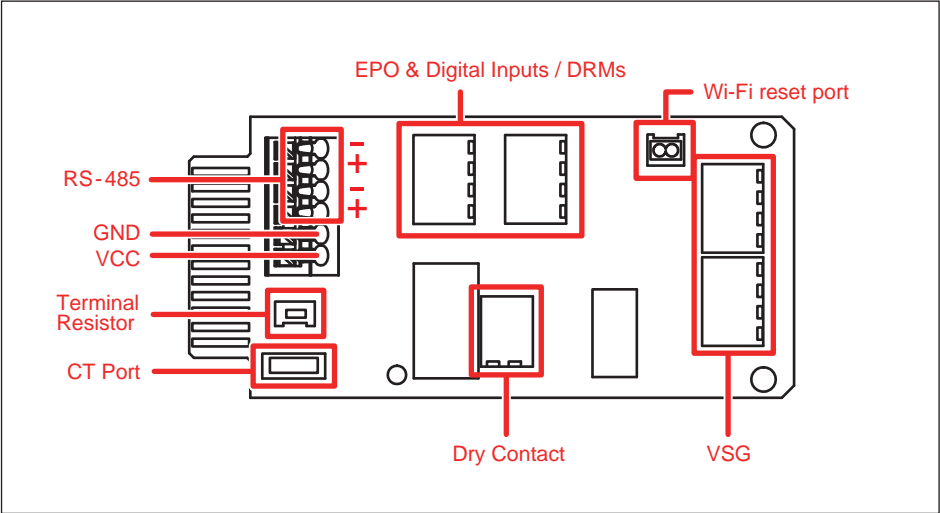 EPO & Digital Inputs / DRMs
Wi-Fi reset port
RS-485
-
+
-
+
GND
VCC
Terminal
Resistor
CT Port
Dry Contact
VSG